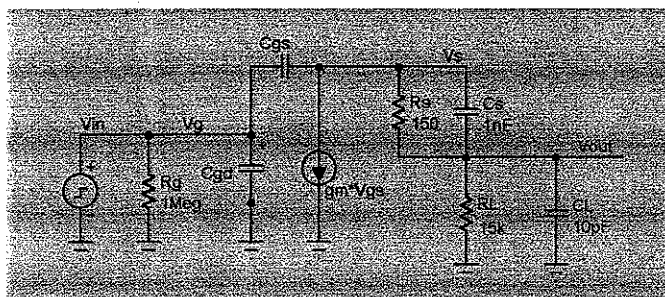 Cgs
Vs
Rs
150
Cs
1nF
Vin
Vg
Vout
+
Rg
1Meg
Cgd
gm*Vgs
RL
15k
CL
10pF